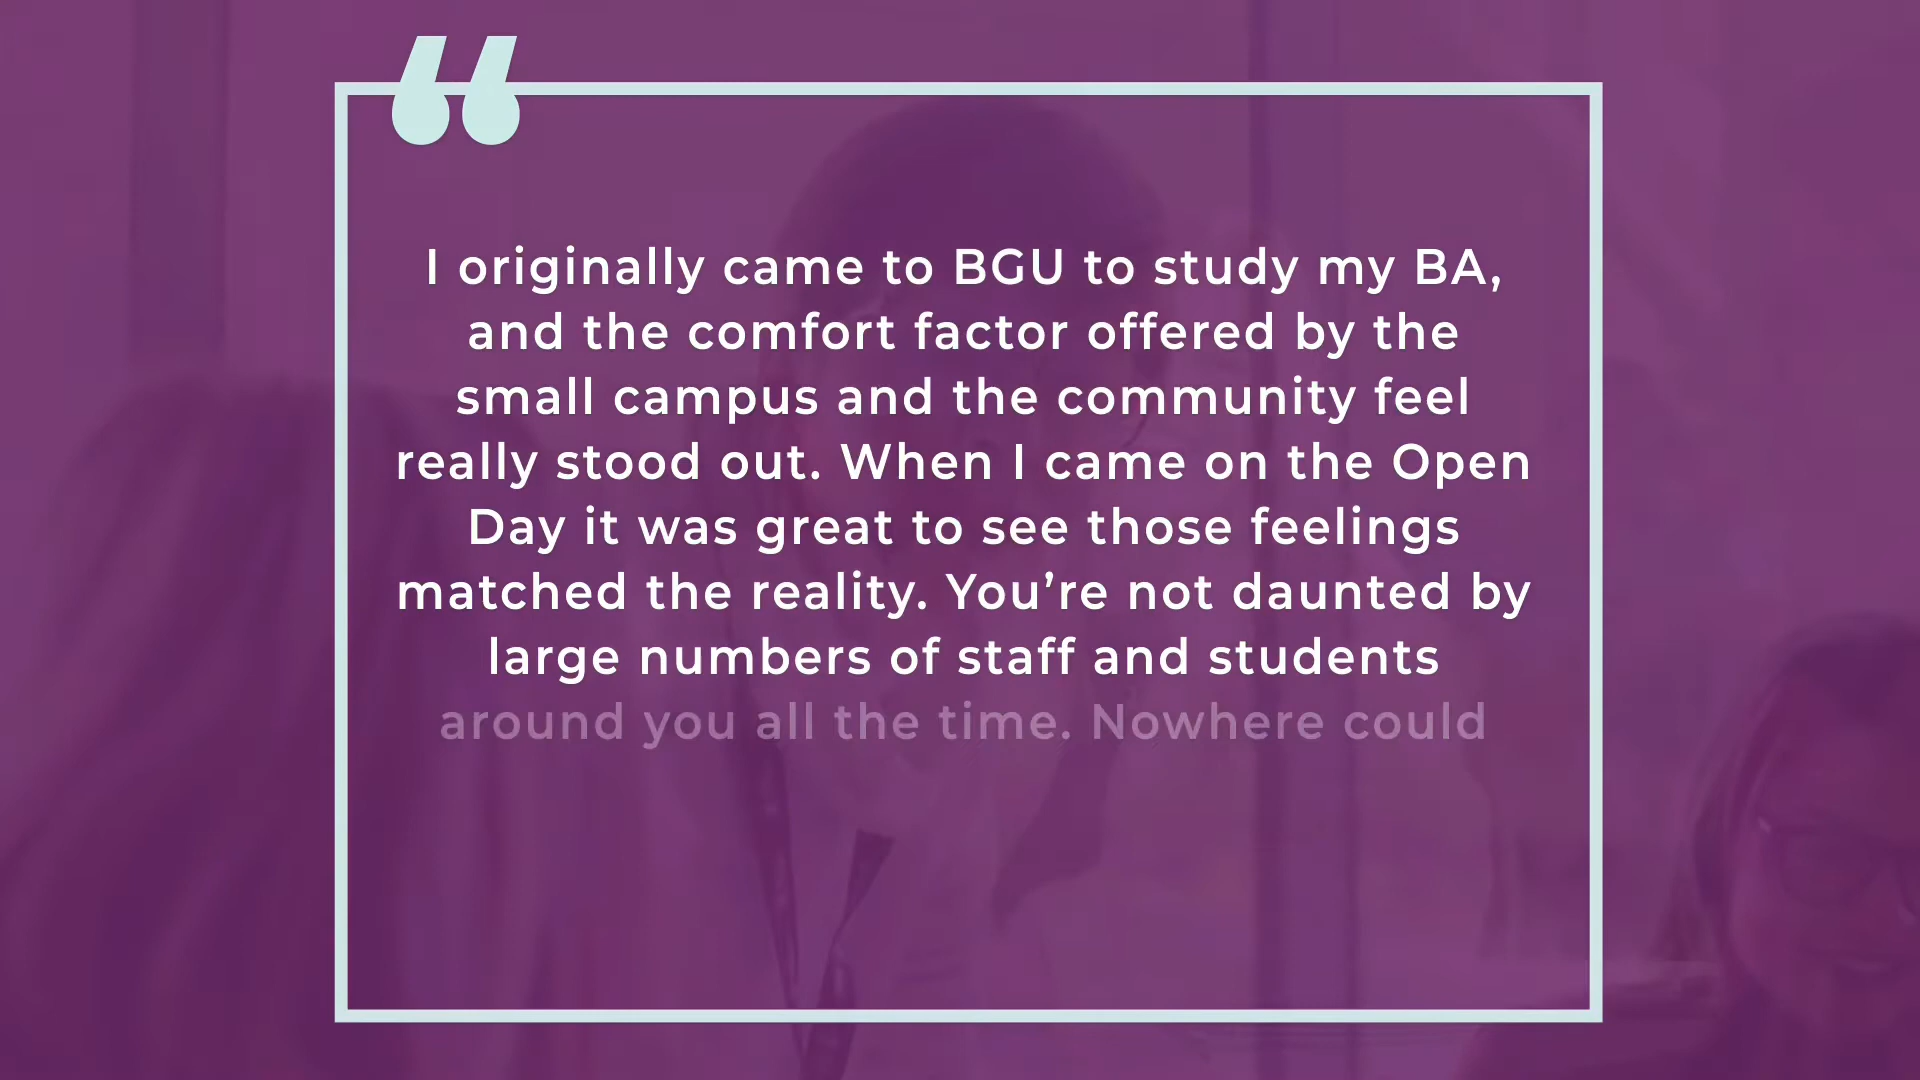 “
I originally came to BGU to study my BA,
and the comfort factor offered by the
small campus and the community feel
really stood out. When I came on the Open
Day it was great to see those feelings
matched the reality. You’re not daunted by
large numbers of staff and students
around you all the time. Nowhere could